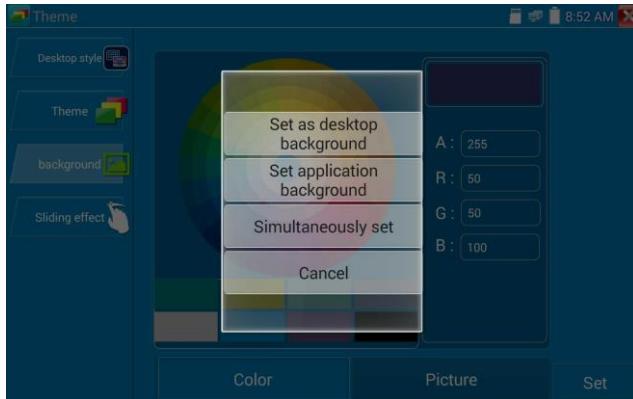 Theme
8:52 AM
Desktop style
Theme
background
Sliding effect
Set as desktop
background
Set application
background
Simultaneously set
Cancel
A : 255
R : 50
G : 50
B : 100
Color
Picture
Set